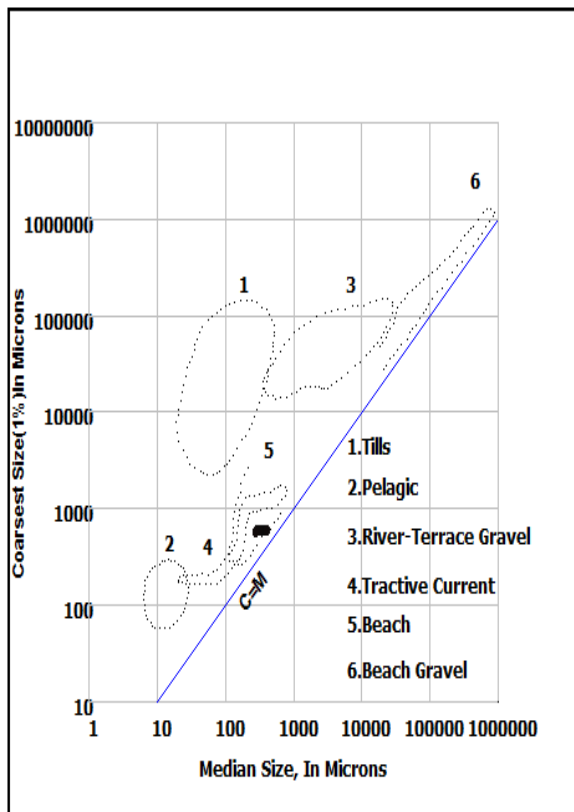 10000000
6
1000000
1
3
100000
10000
5
1.Tills
2.Pelagic
1000
3.River-Terrace Gravel
2
4
4.Tractive Current
C=M
100
5.Beach
6.Beach Gravel
10
1 10 100 1000 10000 100000 1000000
Coarsest Size(1%)In Microns
Median Size, In Microns